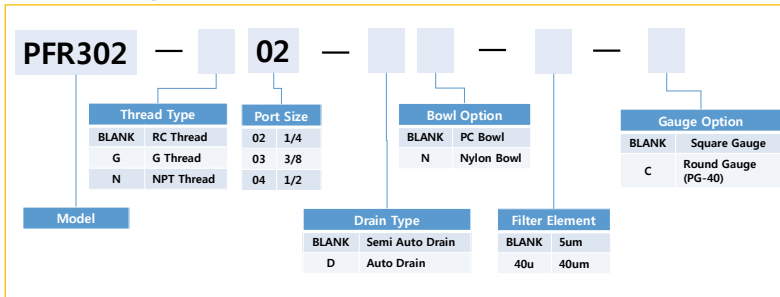 PFR302 — 02 — — —
Thread Type
BLANK RC Thread
G G Thread
N NPT Thread
Port Size
02 1/4
03 3/8
04 1/2
Bowl Option
BLANK PC Bowl
N Nylon Bowl
Gauge Option
BLANK Square Gauge
C Round Gauge
(PG-40)
Model
Drain Type
BLANK Semi Auto Drain
D Auto Drain
Filter Element
BLANK 5um
40u 40um